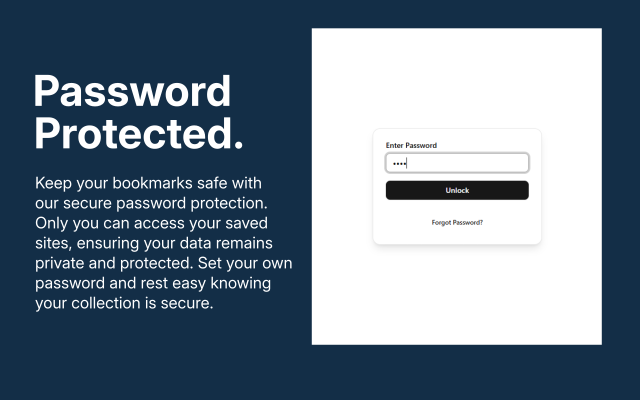 Password
Protected.
Keep your bookmarks safe with
our secure password protection.
Only you can access your saved
sites, ensuring your data remains
private and protected. Set your own
password and rest easy knowing
your collection is secure.
Enter Password
••••
Unlock
Forgot Password?